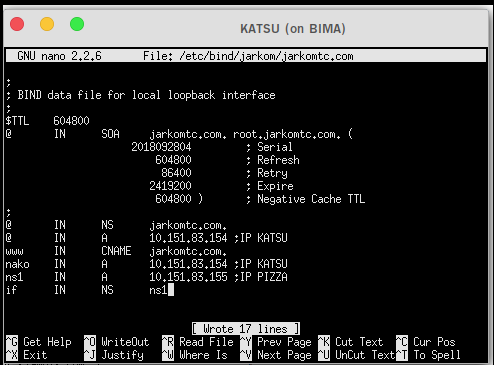 KATSU (on BIMA)
GNU nano 2.2.6 File: /etc/bind/jarkom/jarkomtc.com
;
; BIND data file for local loopback interface
;
$TTL 604800
@ IN SOA jarkomtc.com. root.jarkomtc.com. (
2018092804 ; Serial
604800 ; Refresh
86400 ; Retry
2419200 ; Expire
604800 ) ; Negative Cache TTL
;
@ IN NS jarkomtc.com.
@ IN A 10.151.83.154 ;IP KATSU
www IN CNAME jarkomtc.com.
nako IN A 10.151.83.154 ;IP KATSU
ns1 IN A 10.151.83.155 ;IP PIZZA
if IN NS ns1
[ Wrote 17 lines ]
^G Get Help ^O WriteOut ^R Read File ^Y Prev Page ^K Cut Text ^C Cur Pos
^X Exit ^J Justify ^W Where Is ^V Next Page ^U UnCut Text ^T To Spell